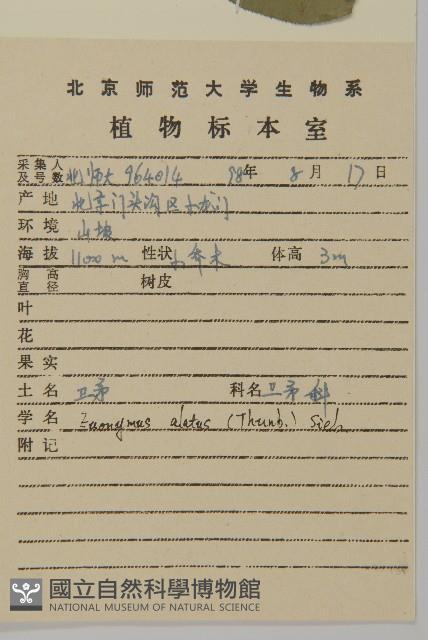 北京师范大学生物系
植物标本室
采集人及号数 北师大 964014 98年 8月 17日
产地 北京门头沟区小龙门
环境 山坡
海拔 1100 m 性状 小乔木 体高 3m
胸高直径 树皮
叶
花
果实
土名 卫矛 科名 卫矛科
学名 Euonymus alatus (Thunb.) Sieb.
附记
國立自然科學博物館
NATIONAL MUSEUM OF NATURAL SCIENCE